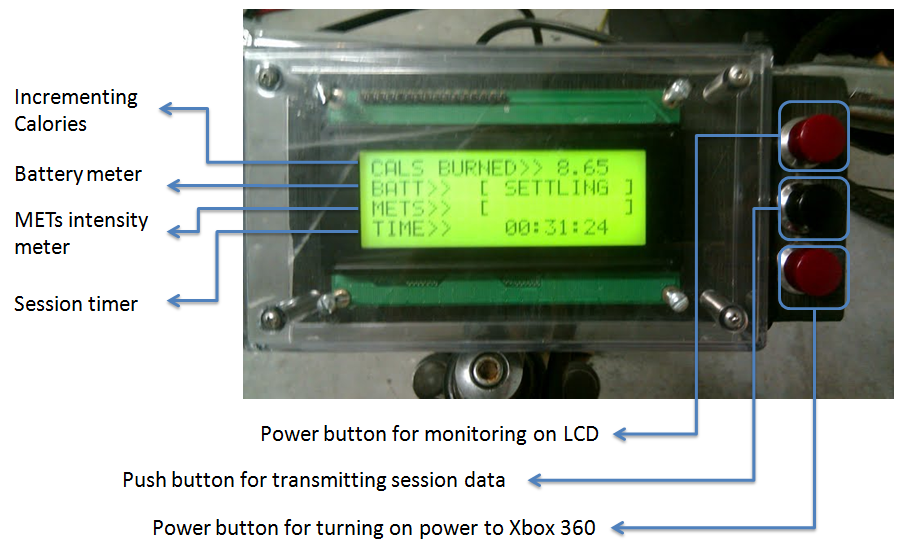 Incrementing
Calories
Battery meter
METs intensity
meter
Session timer
CALS BURNED>> 8.65
BATT>> [ SETTLING ]
METS>> [ ]
TIME>> 00:31:24
Power button for monitoring on LCD
Push button for transmitting session data
Power button for turning on power to Xbox 360